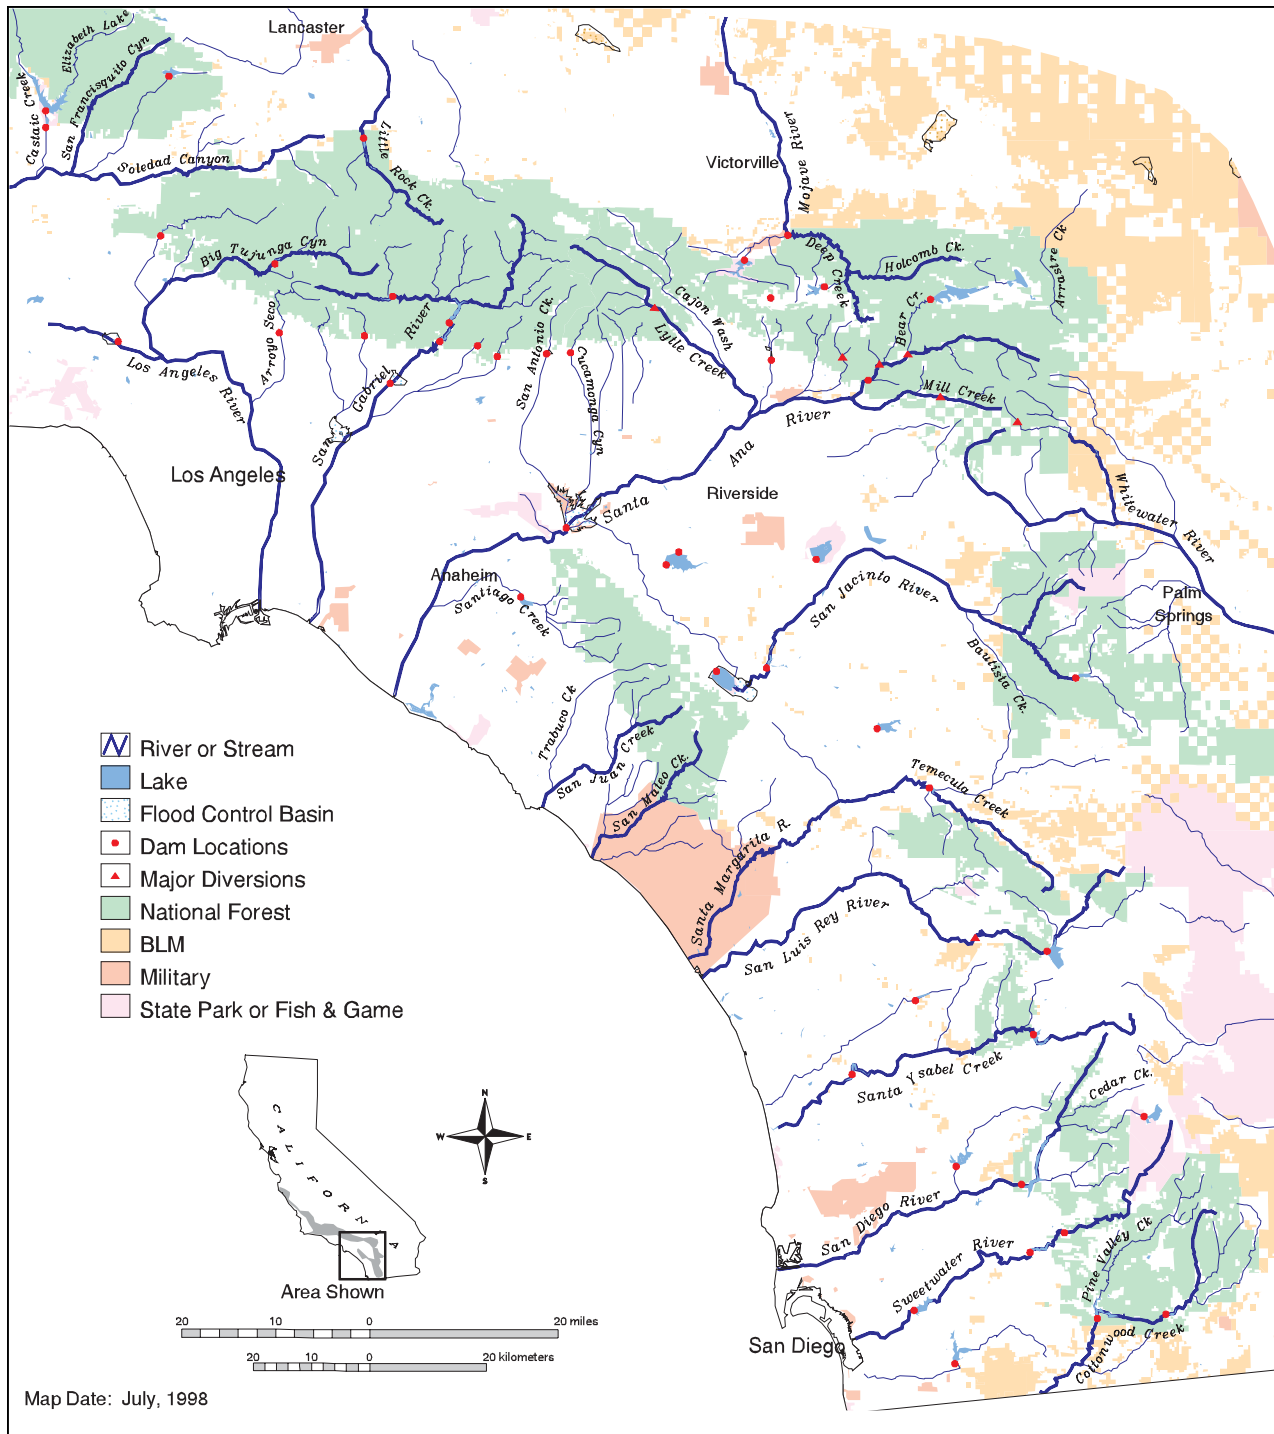 Lancaster
Elizabeth Lake
San Francisquito Cyn
Castaic Creek
Soledad Canyon
Little
Rock Ck.
Victorville
Mojave River
Big Tujunga Cyn
Deep Creek
Holcomb Ck.
Arrastre Ck
Arroyo Seco
River
Gabriel
San
San Antonio Ck.
Cucamonga Cyn
Cajon Wash
Lytle Creek
Bear Cr.
Mill Creek
Los Angeles River
Los Angeles
Santa
Ana
River
Riverside
Whitewater River
Anaheim
Santiago Creek
San Jacinto River
Palm
Springs
Bautista Ck.
Trabuco Ck
San Juan Creek
San Mateo Ck.
Temecula Creek
Santa Margarita R.
San Luis Rey River
River or Stream
Lake
Flood Control Basin
Dam Locations
Major Diversions
National Forest
BLM
Military
State Park or Fish & Game
Santa Ysabel Creek
Cedar Ck.
San Diego River
Sweetwater River
Pine Valley Ck
Cottonwood Creek
San Diego
CALIFORNIA
Area Shown
N
W E
S
20 10 0 20 miles
20 10 0 20 kilometers
Map Date: July, 1998